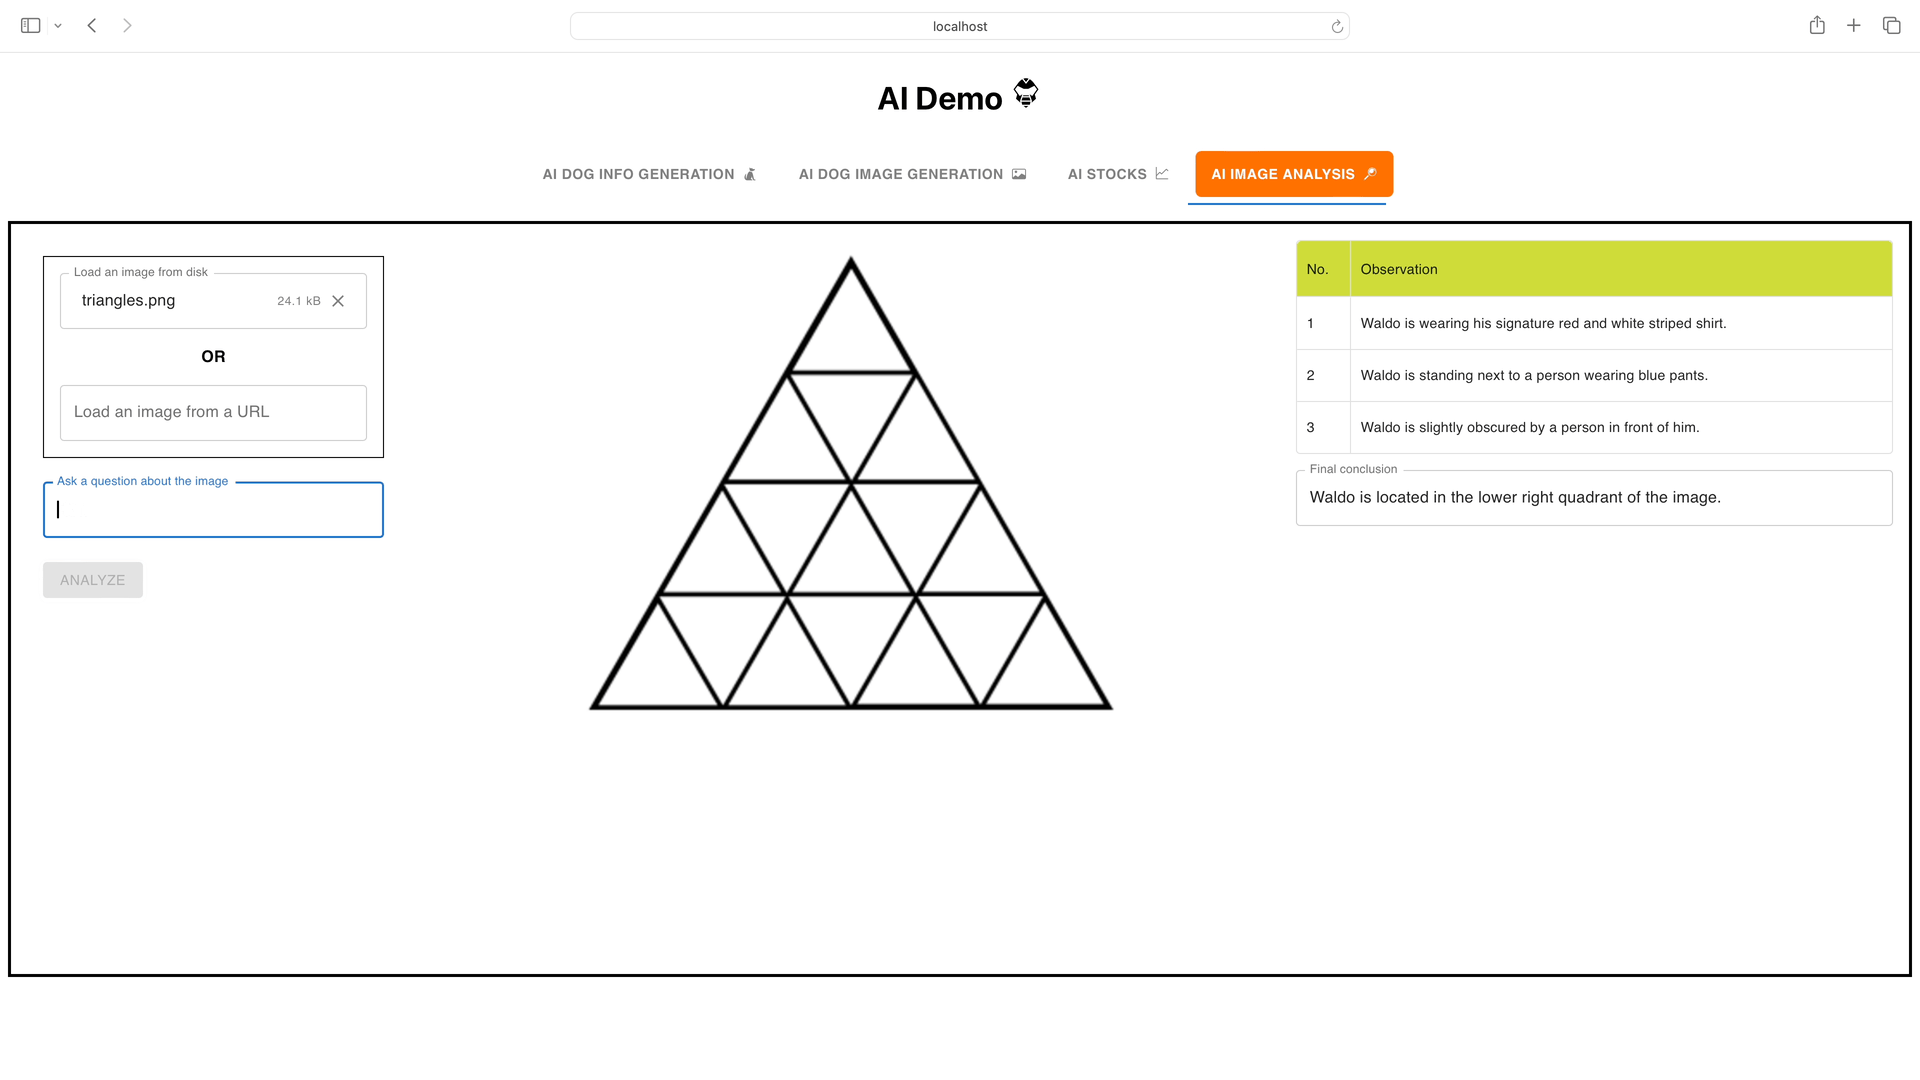 localhost
AI Demo
AI DOG INFO GENERATION
AI DOG IMAGE GENERATION
AI STOCKS
AI IMAGE ANALYSIS
Load an image from disk
triangles.png 24.1 kB
OR
Load an image from a URL
Ask a question about the image
ANALYZE
No. Observation
1 Waldo is wearing his signature red and white striped shirt.
2 Waldo is standing next to a person wearing blue pants.
3 Waldo is slightly obscured by a person in front of him.
Final conclusion
Waldo is located in the lower right quadrant of the image.